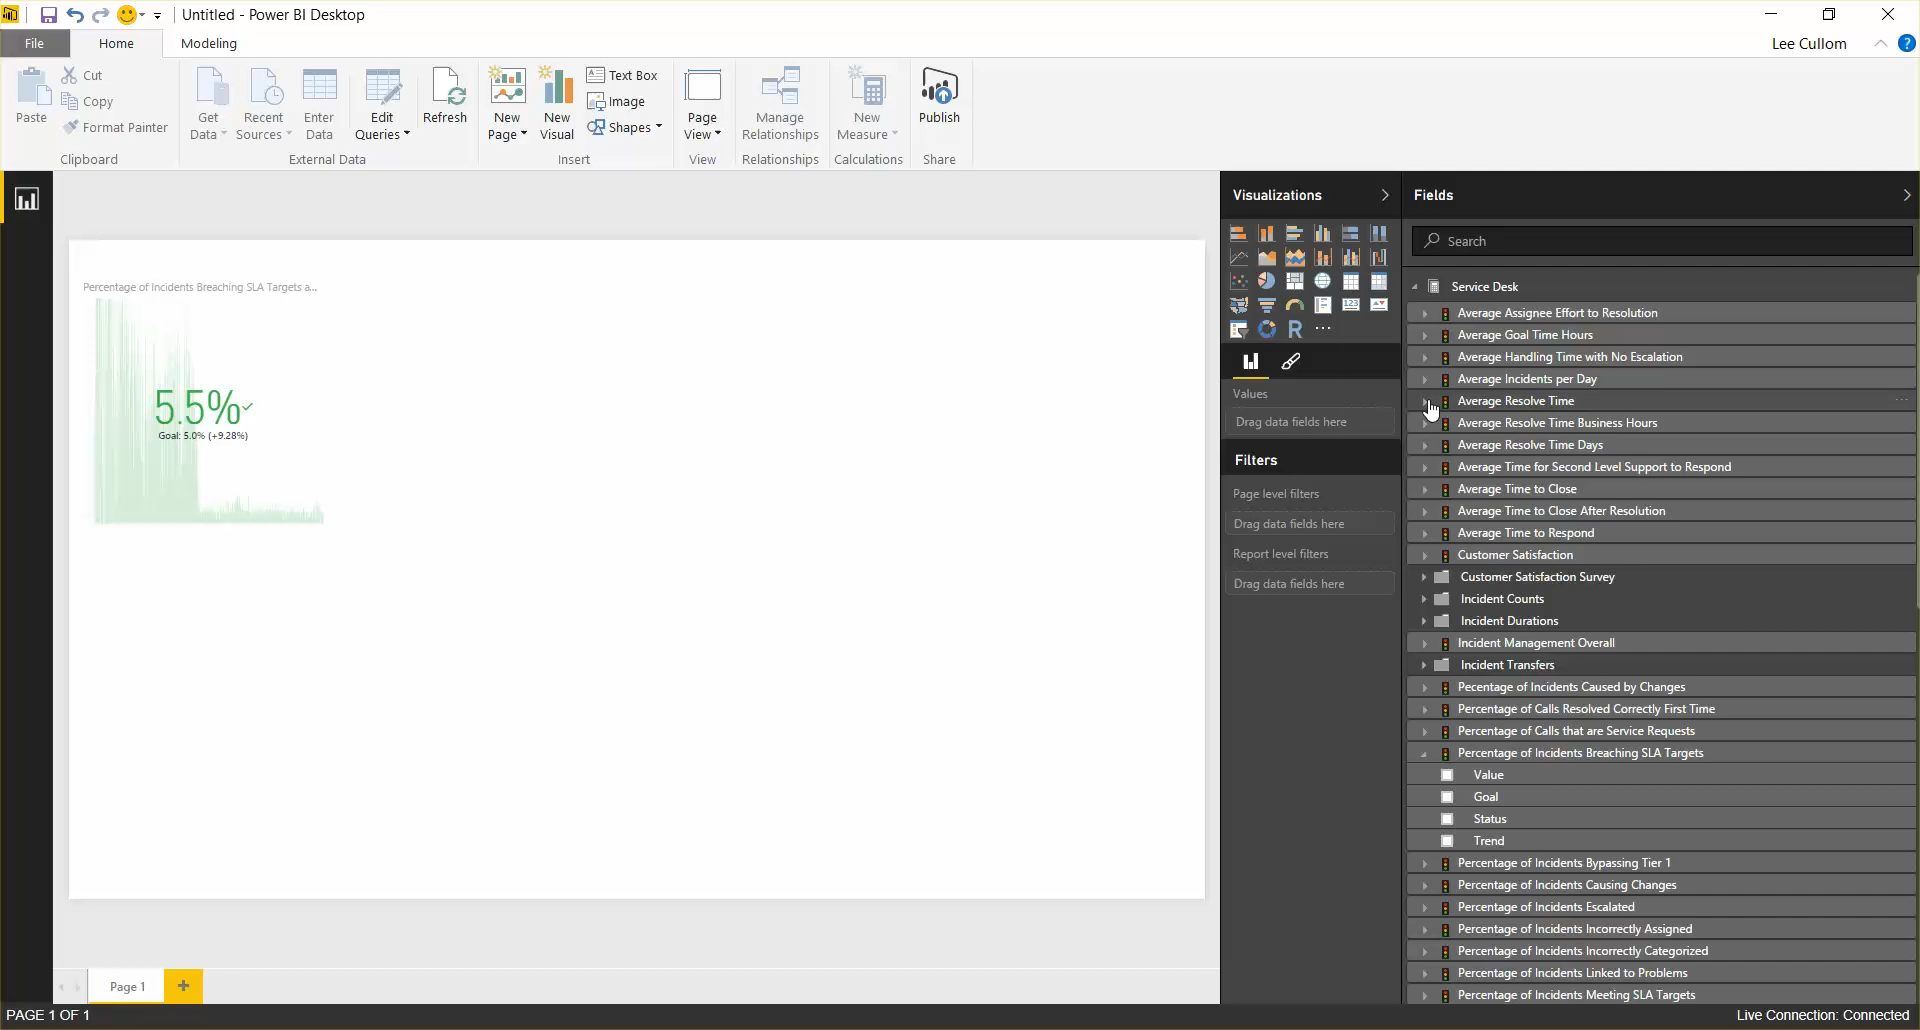 Untitled - Power BI Desktop
File
Home
Modeling
Lee Cullom
?
Paste
Cut
Copy
Format Painter
Clipboard
Get Data
Recent Sources
Enter Data
Edit Queries
Refresh
External Data
New Page
New Visual
Text Box
Image
Shapes
Insert
Page View
View
Manage Relationships
Relationships
New Measure
Calculations
Publish
Share
Percentage of Incidents Breaching SLA Targets a...
5.5%
Goal: 5.0% (+9.28%)
Visualizations
R
123
Values
Drag data fields here
Filters
Page level filters
Drag data fields here
Report level filters
Drag data fields here
Fields
Search
Service Desk
Average Assignee Effort to Resolution
Average Goal Time Hours
Average Handling Time with No Escalation
Average Incidents per Day
Average Resolve Time
Average Resolve Time Business Hours
Average Resolve Time Days
Average Time for Second Level Support to Respond
Average Time to Close
Average Time to Close After Resolution
Average Time to Respond
Customer Satisfaction
Customer Satisfaction Survey
Incident Counts
Incident Durations
Incident Management Overall
Incident Transfers
Pecentage of Incidents Caused by Changes
Percentage of Calls Resolved Correctly First Time
Percentage of Calls that are Service Requests
Percentage of Incidents Breaching SLA Targets
Value
Goal
Status
Trend
Percentage of Incidents Bypassing Tier 1
Percentage of Incidents Causing Changes
Percentage of Incidents Escalated
Percentage of Incidents Incorrectly Assigned
Percentage of Incidents Incorrectly Categorized
Percentage of Incidents Linked to Problems
Percentage of Incidents Meeting SLA Targets
Page 1
+
PAGE 1 OF 1
Live Connection: Connected